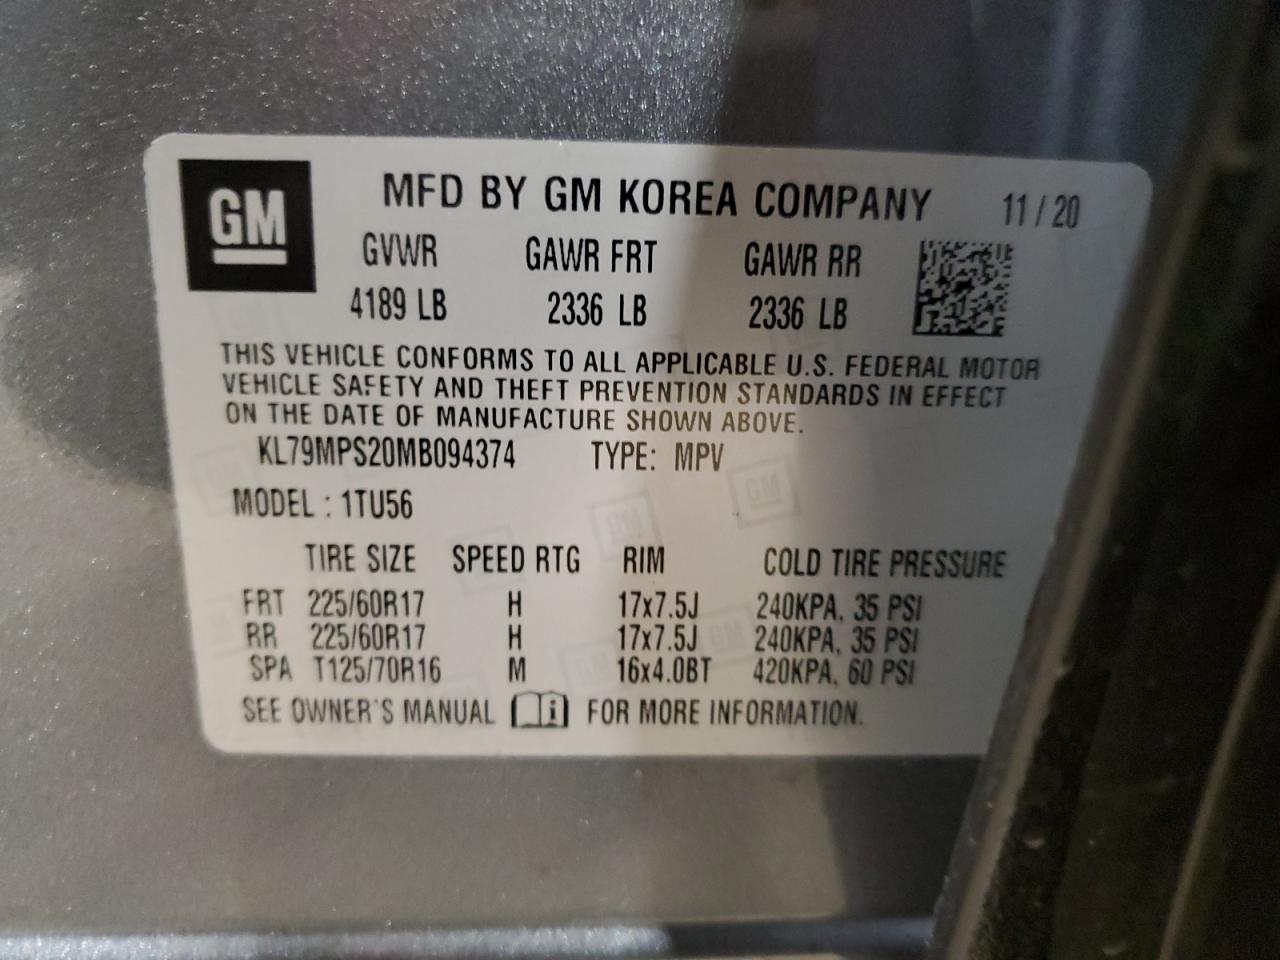 GM
MFD BY GM KOREA COMPANY 11 / 20
GVWR GAWR FRT GAWR RR
4189 LB 2336 LB 2336 LB
THIS VEHICLE CONFORMS TO ALL APPLICABLE U.S. FEDERAL MOTOR
VEHICLE SAFETY AND THEFT PREVENTION STANDARDS IN EFFECT
ON THE DATE OF MANUFACTURE SHOWN ABOVE.
KL79MPS20MB094374 TYPE: MPV
MODEL : 1TU56
TIRE SIZE SPEED RTG RIM COLD TIRE PRESSURE
FRT 225/60R17 H 17x7.5J 240KPA, 35 PSI
RR 225/60R17 H 17x7.5J 240KPA, 35 PSI
SPA T125/70R16 M 16x4.0BT 420KPA, 60 PSI
SEE OWNER'S MANUAL i FOR MORE INFORMATION.